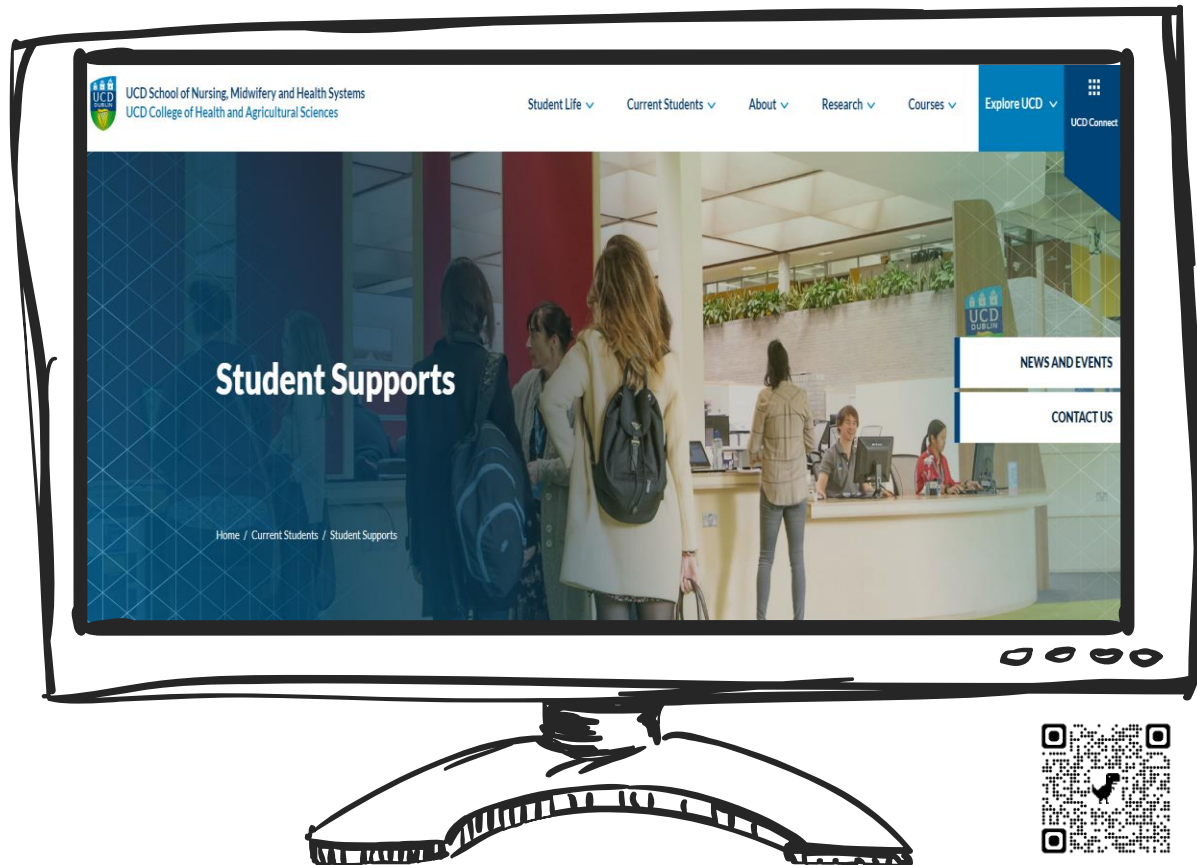 UCD
DUBLIN
UCD School of Nursing, Midwifery and Health Systems
UCD College of Health and Agricultural Sciences
Student Life
Current Students
About
Research
Courses
Explore UCD
UCD Connect
UCD
DUBLIN
NEWS AND EVENTS
Student Supports
CONTACT US
Home / Current Students / Student Supports